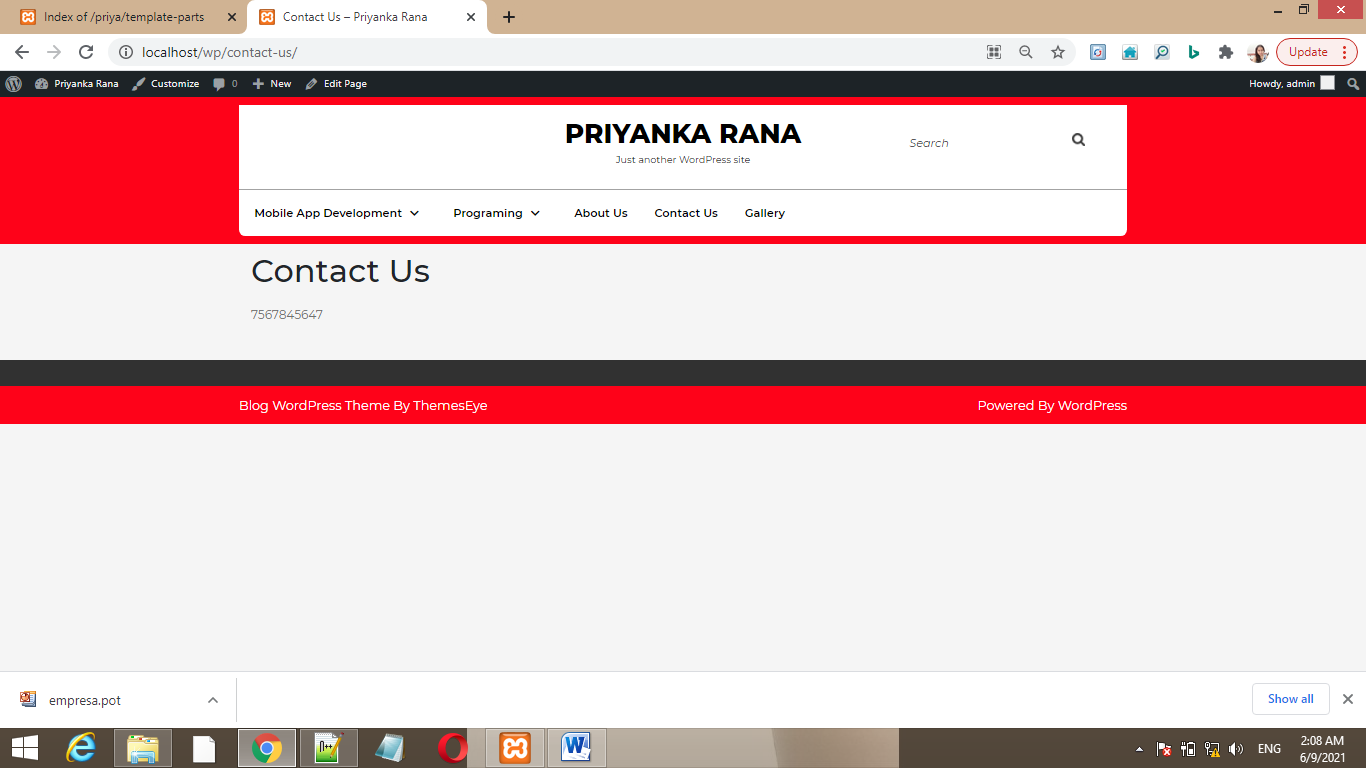 Index of /priya/template-parts
Contact Us – Priyanka Rana
localhost/wp/contact-us/
Update
Priyanka Rana
Customize
0
New
Edit Page
Howdy, admin
PRIYANKA RANA
Just another WordPress site
Search
Mobile App Development
Programing
About Us
Contact Us
Gallery
Contact Us
7567845647
Blog WordPress Theme By ThemesEye
Powered By WordPress
empresa.pot
Show all
ENG
2:08 AM
6/9/2021